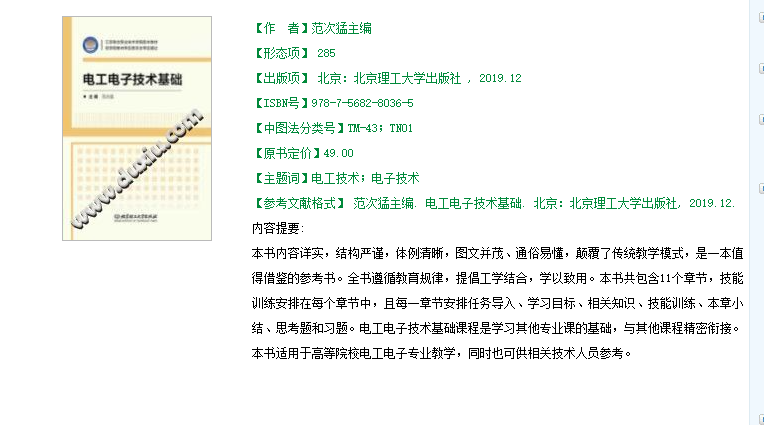 电工电子技术基础
www.duxiu.com
北京理工大学出版社
【作　者】范次猛主编
【形态项】 285
【出版项】 北京：北京理工大学出版社 , 2019.12
【ISBN号】978-7-5682-8036-5
【中图法分类号】TM-43；TN01
【原书定价】49.00
【主题词】电工技术；电子技术
【参考文献格式】 范次猛主编. 电工电子技术基础. 北京：北京理工大学出版社, 2019.12.
内容提要:
本书内容详实，结构严谨，体例清晰，图文并茂、通俗易懂，颠覆了传统教学模式，是一本值
得借鉴的参考书。全书遵循教育规律，提倡工学结合，学以致用。本书共包含11个章节，技能
训练安排在每个章节中，且每一章节安排任务导入、学习目标、相关知识、技能训练、本章小
结、思考题和习题。电工电子技术基础课程是学习其他专业课的基础，与其他课程精密衔接。
本书适用于高等院校电工电子专业教学，同时也可供相关技术人员参考。